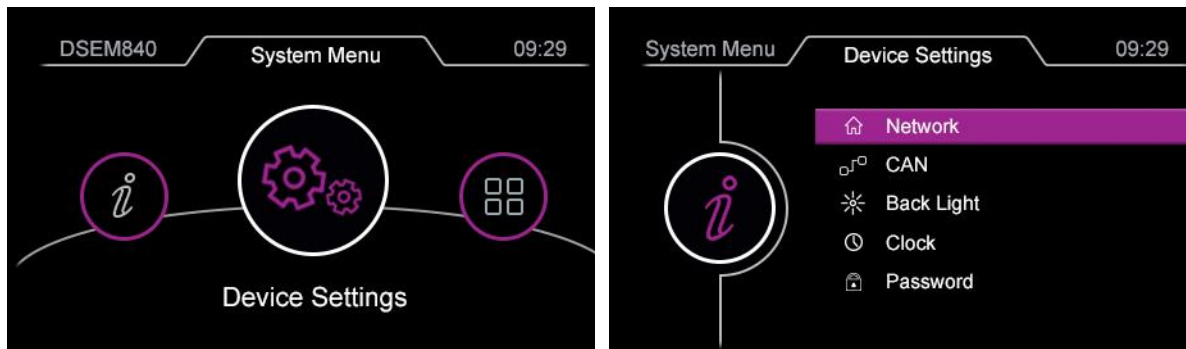 DSEM840 System Menu 09:29
Device Settings
System Menu Device Settings 09:29
Network
CAN
Back Light
Clock
Password